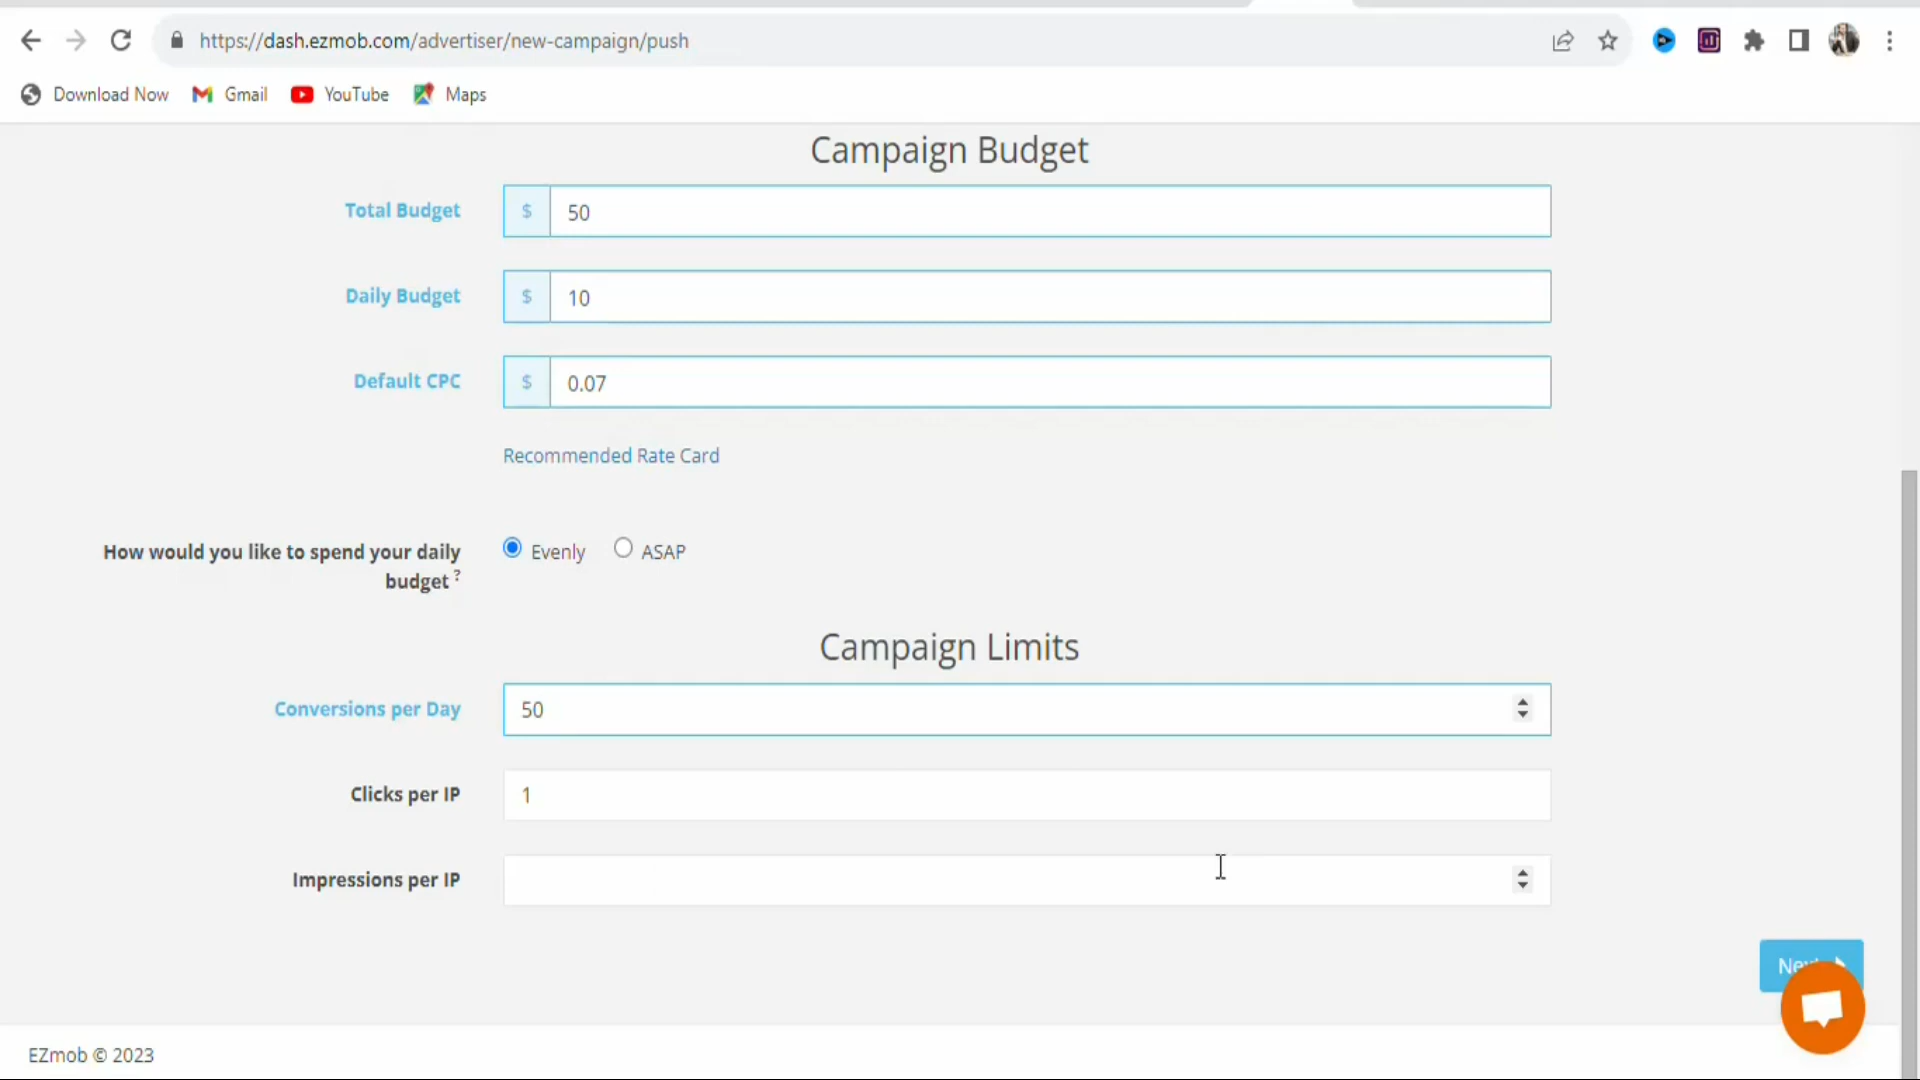 https://dash.ezmob.com/advertiser/new-campaign/push
Download Now Gmail YouTube Maps
Campaign Budget
Total Budget $ 50
Daily Budget $ 10
Default CPC $ 0.07
Recommended Rate Card
How would you like to spend your daily
budget ? Evenly ASAP
Campaign Limits
Conversions per Day 50
Clicks per IP 1
Impressions per IP
EZmob © 2023